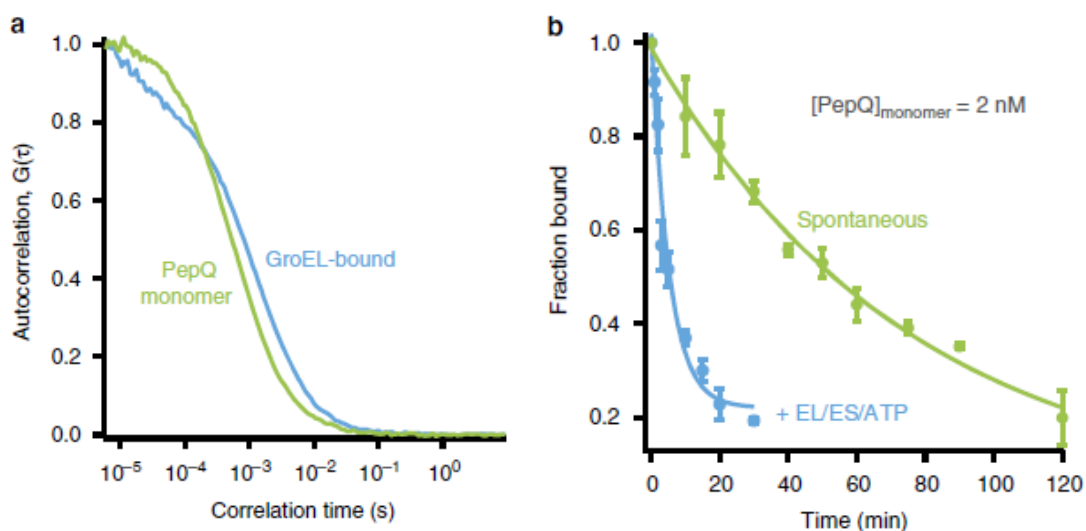 a
1.0
0.8
0.6
0.4
0.2
0.0
Autocorrelation, G(τ)
PepQ
monomer
GroEL-bound
10⁻⁵ 10⁻⁴ 10⁻³ 10⁻² 10⁻¹ 10⁰
Correlation time (s)
b
1.0
0.8
0.6
0.4
0.2
Fraction bound
[PepQ]monomer = 2 nM
Spontaneous
+ EL/ES/ATP
0 20 40 60 80 100 120
Time (min)